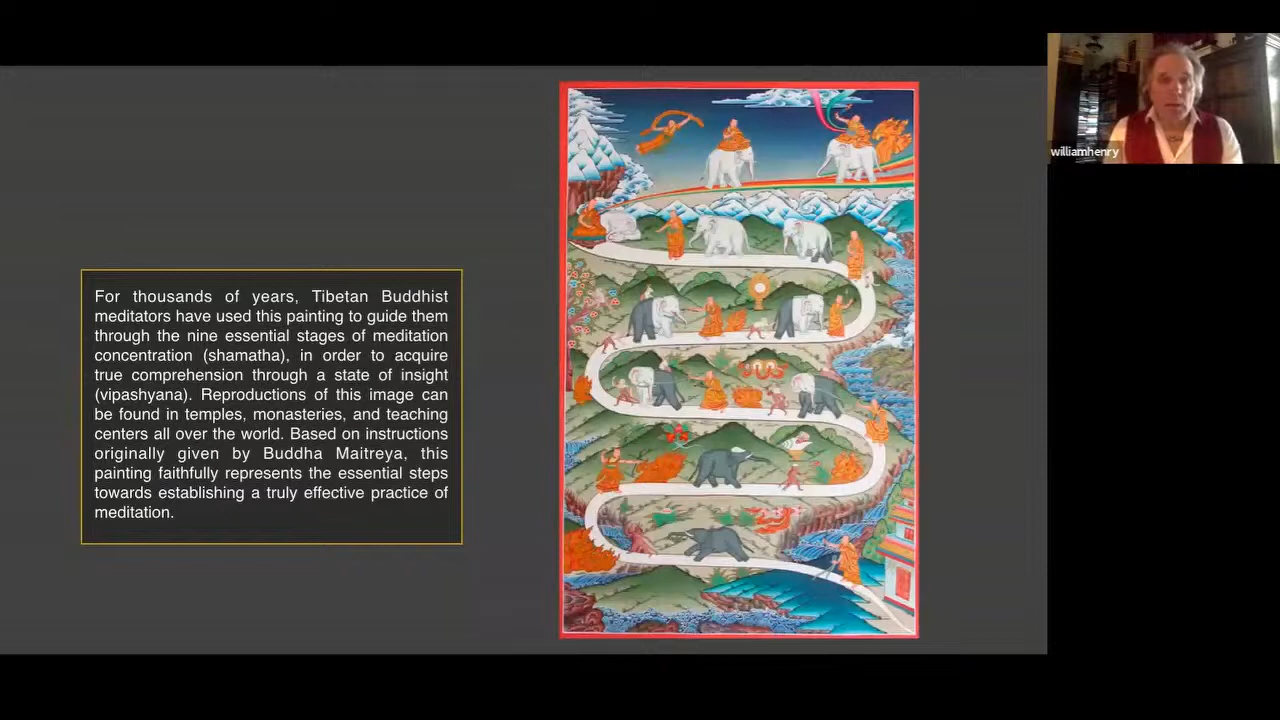 For thousands of years, Tibetan Buddhist
meditators have used this painting to guide them
through the nine essential stages of meditation
concentration (shamatha), in order to acquire
true comprehension through a state of insight
(vipashyana). Reproductions of this image can
be found in temples, monasteries, and teaching
centers all over the world. Based on instructions
originally given by Buddha Maitreya, this
painting faithfully represents the essential steps
towards establishing a truly effective practice of
meditation.
williamhenry